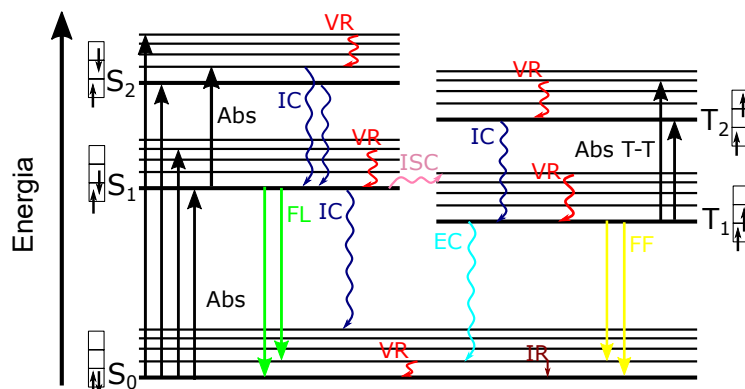 Energia
VR
S2
IC
Abs
VR
T2
IC
Abs T-T
VR
ISC
VR
S1
FL
IC
T1
EC
FF
Abs
VR
IR
S0